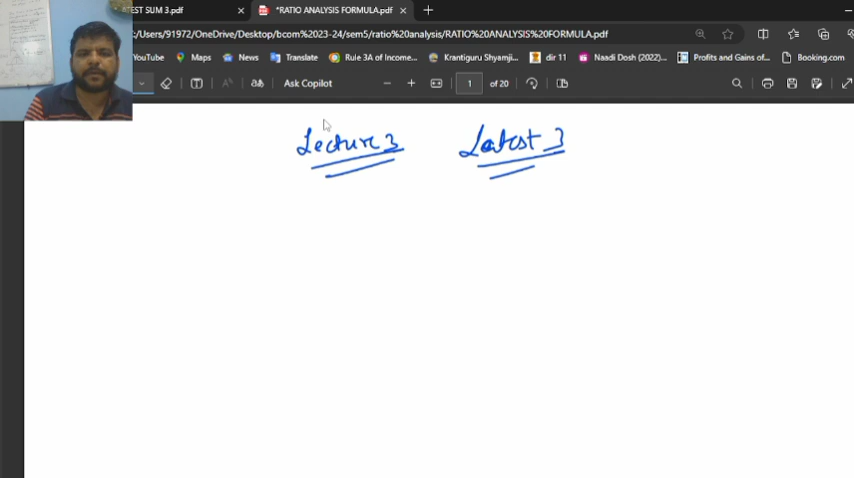 TEST SUM 3.pdf
*RATIO ANALYSIS FORMULA.pdf
:/Users/91972/OneDrive/Desktop/bcom%2023-24/sem5/ratio%20analysis/RATIO%20ANALYSIS%20FORMULA.pdf
YouTube Maps News Translate Rule 3A of Income... Krantiguru Shyamji... dir 11 Naadi Dosh (2022)... Profits and Gains of... Booking.com
Ask Copilot 1 of 20
Lecture 3 Latest 3